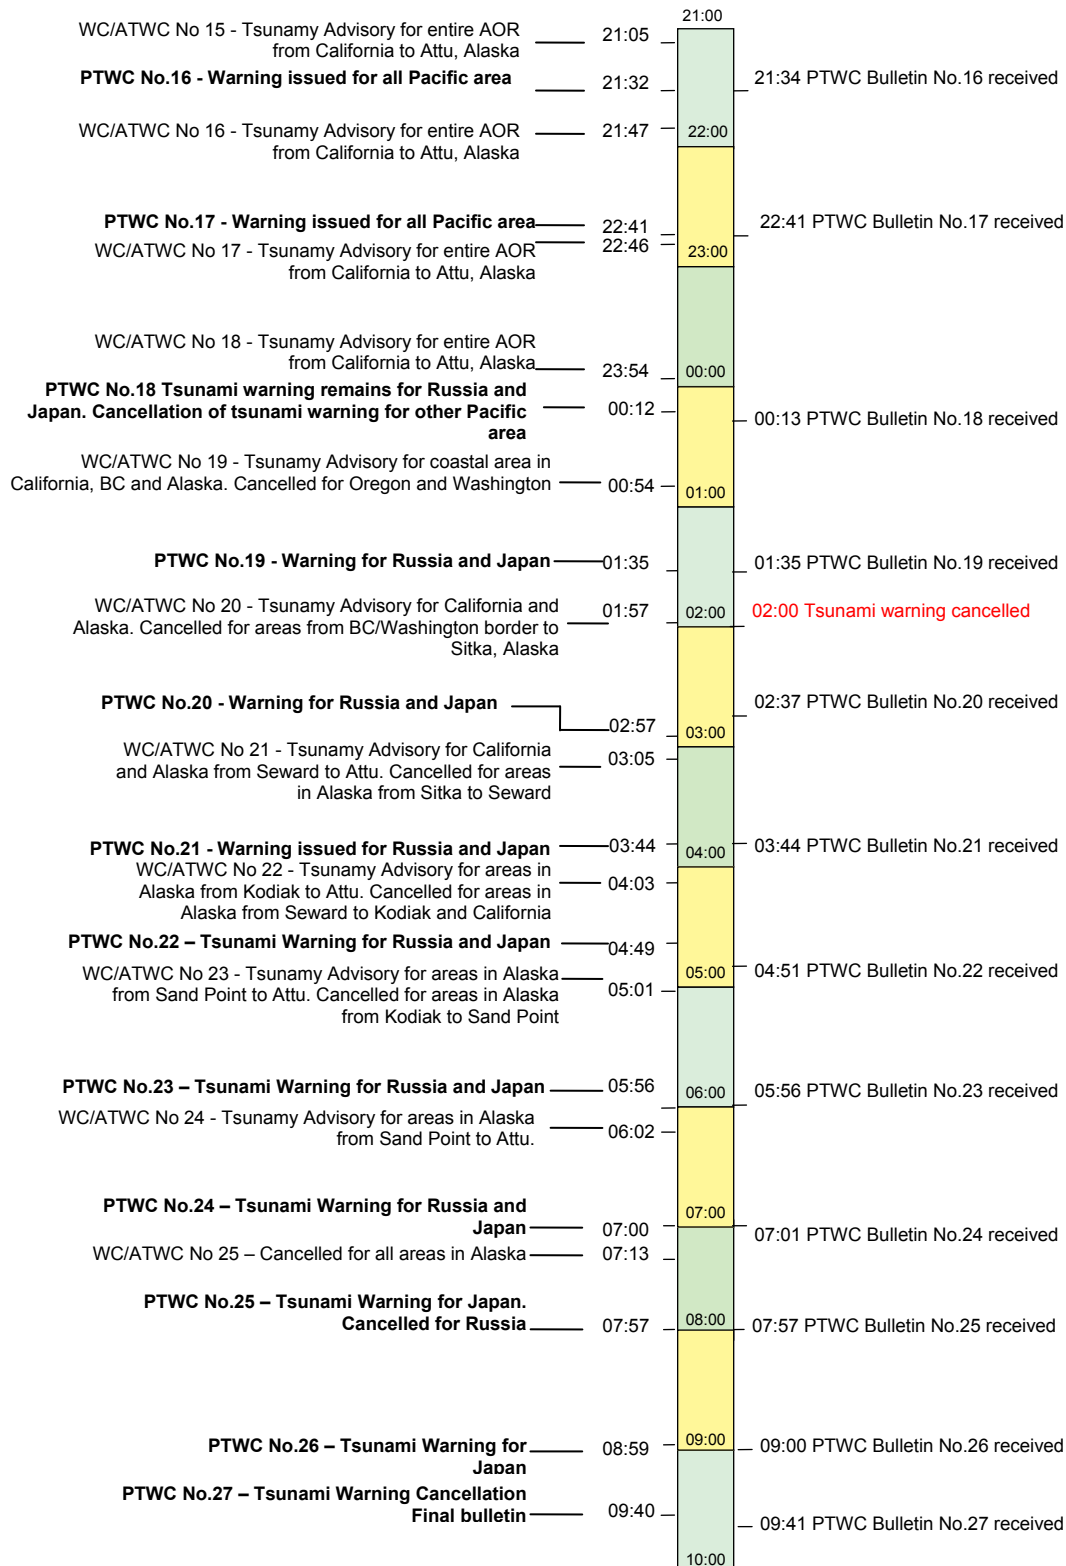 21:00
WC/ATWC No 15 - Tsunamy Advisory for entire AOR
from California to Attu, Alaska
21:05
PTWC No.16 - Warning issued for all Pacific area
21:32
21:34 PTWC Bulletin No.16 received
WC/ATWC No 16 - Tsunamy Advisory for entire AOR
from California to Attu, Alaska
21:47
22:00
PTWC No.17 - Warning issued for all Pacific area
22:41
22:41 PTWC Bulletin No.17 received
WC/ATWC No 17 - Tsunamy Advisory for entire AOR
from California to Attu, Alaska
22:46
23:00
WC/ATWC No 18 - Tsunamy Advisory for entire AOR
from California to Attu, Alaska
23:54
00:00
PTWC No.18 Tsunami warning remains for Russia and
Japan. Cancellation of tsunami warning for other Pacific
area
00:12
00:13 PTWC Bulletin No.18 received
WC/ATWC No 19 - Tsunamy Advisory for coastal area in
California, BC and Alaska. Cancelled for Oregon and Washington
00:54
01:00
PTWC No.19 - Warning for Russia and Japan
01:35
01:35 PTWC Bulletin No.19 received
WC/ATWC No 20 - Tsunamy Advisory for California and
Alaska. Cancelled for areas from BC/Washington border to
Sitka, Alaska
01:57
02:00
02:00 Tsunami warning cancelled
PTWC No.20 - Warning for Russia and Japan
02:57
02:37 PTWC Bulletin No.20 received
03:00
WC/ATWC No 21 - Tsunamy Advisory for California
and Alaska from Seward to Attu. Cancelled for areas
in Alaska from Sitka to Seward
03:05
PTWC No.21 - Warning issued for Russia and Japan
03:44
03:44 PTWC Bulletin No.21 received
04:00
WC/ATWC No 22 - Tsunamy Advisory for areas in
Alaska from Kodiak to Attu. Cancelled for areas in
Alaska from Seward to Kodiak and California
04:03
PTWC No.22 – Tsunami Warning for Russia and Japan
04:49
04:51 PTWC Bulletin No.22 received
05:00
WC/ATWC No 23 - Tsunamy Advisory for areas in Alaska
from Sand Point to Attu. Cancelled for areas in Alaska
from Kodiak to Sand Point
05:01
PTWC No.23 – Tsunami Warning for Russia and Japan
05:56
05:56 PTWC Bulletin No.23 received
06:00
WC/ATWC No 24 - Tsunamy Advisory for areas in Alaska
from Sand Point to Attu.
06:02
PTWC No.24 – Tsunami Warning for Russia and
Japan
07:00
07:00
07:01 PTWC Bulletin No.24 received
WC/ATWC No 25 – Cancelled for all areas in Alaska
07:13
PTWC No.25 – Tsunami Warning for Japan.
Cancelled for Russia
07:57
08:00
07:57 PTWC Bulletin No.25 received
PTWC No.26 – Tsunami Warning for
Japan
08:59
09:00
09:00 PTWC Bulletin No.26 received
PTWC No.27 – Tsunami Warning Cancellation
Final bulletin
09:40
09:41 PTWC Bulletin No.27 received
10:00